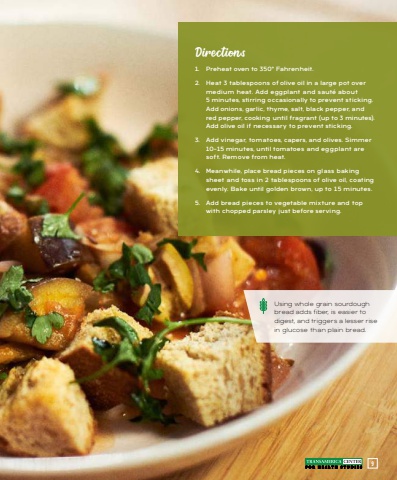 Directions
1. Preheat oven to 350° Fahrenheit.
2. Heat 3 tablespoons of olive oil in a large pot over
medium heat. Add eggplant and sauté about
5 minutes, stirring occasionally to prevent sticking.
Add onions, garlic, thyme, salt, black pepper, and
red pepper, cooking until fragrant (up to 3 minutes).
Add olive oil if necessary to prevent sticking.
3. Add vinegar, tomatoes, capers, and olives. Simmer
10-15 minutes, until tomatoes and eggplant are
soft. Remove from heat.
4. Meanwhile, place bread pieces on glass baking
sheet and toss in 2 tablespoons of olive oil, coating
evenly. Bake until golden brown, up to 15 minutes.
5. Add bread pieces to vegetable mixture and top
with chopped parsley just before serving.
Using whole grain sourdough
bread adds fiber, is easier to
digest, and triggers a lesser rise
in glucose than plain bread.
TRANSAMERICA CENTER
FOR HEALTH STUDIES
9